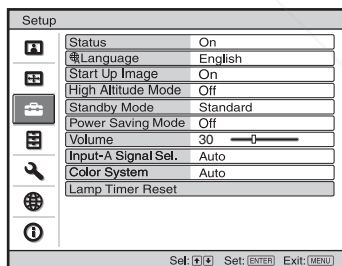 Setup
Status On
Language English
Start Up Image On
High Altitude Mode Off
Standby Mode Standard
Power Saving Mode Off
Volume 30
Input-A Signal Sel. Auto
Color System Auto
Lamp Timer Reset
Sel: Set: ENTER Exit: MENU